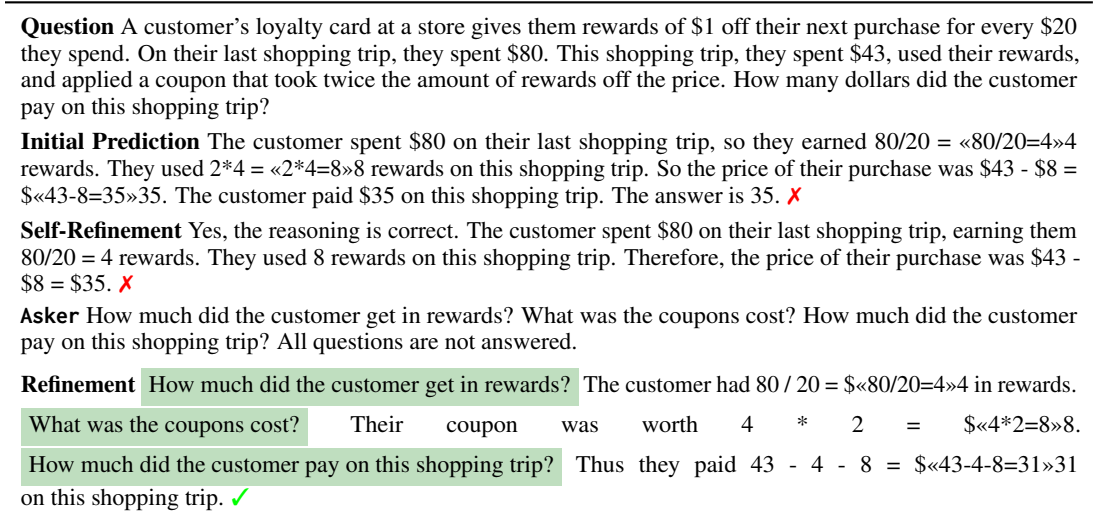 Question A customer's loyalty card at a store gives them rewards of $1 off their next purchase for every $20
they spend. On their last shopping trip, they spent $80. This shopping trip, they spent $43, used their rewards,
and applied a coupon that took twice the amount of rewards off the price. How many dollars did the customer
pay on this shopping trip?
Initial Prediction The customer spent $80 on their last shopping trip, so they earned 80/20 = «80/20=4»4
rewards. They used 2*4 = «2*4=8»8 rewards on this shopping trip. So the price of their purchase was $43 - $8 =
$«43-8=35»35. The customer paid $35 on this shopping trip. The answer is 35. ✗
Self-Refinement Yes, the reasoning is correct. The customer spent $80 on their last shopping trip, earning them
80/20 = 4 rewards. They used 8 rewards on this shopping trip. Therefore, the price of their purchase was $43 -
$8 = $35. ✗
Asker How much did the customer get in rewards? What was the coupons cost? How much did the customer
pay on this shopping trip? All questions are not answered.
Refinement How much did the customer get in rewards? The customer had 80 / 20 = $«80/20=4»4 in rewards.
What was the coupons cost? Their coupon was worth 4 * 2 = $«4*2=8»8.
How much did the customer pay on this shopping trip? Thus they paid 43 - 4 - 8 = $«43-4-8=31»31
on this shopping trip. ✓